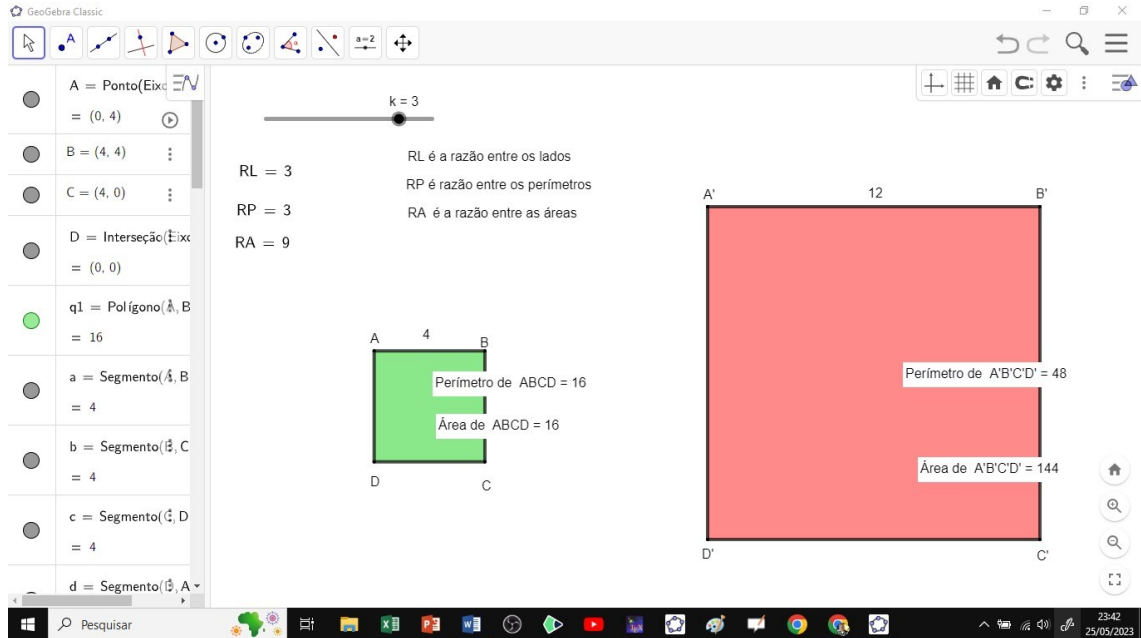 GeoGebra Classic
A
a=2
A = Ponto(Eixo
= (0, 4)
B = (4, 4)
C = (4, 0)
D = Interseção(Eixo
= (0, 0)
q1 = Polígono(A, B
= 16
a = Segmento(A, B
= 4
b = Segmento(B, C
= 4
c = Segmento(C, D
= 4
d = Segmento(D, A
k = 3
RL = 3
RP = 3
RA = 9
RL é a razão entre os lados
RP é razão entre os perímetros
RA é a razão entre as áreas
A 4 B
Perímetro de ABCD = 16
Área de ABCD = 16
D C
A' 12 B'
Perímetro de A'B'C'D' = 48
Área de A'B'C'D' = 144
D' C'
Pesquisar
23:42
25/05/2023